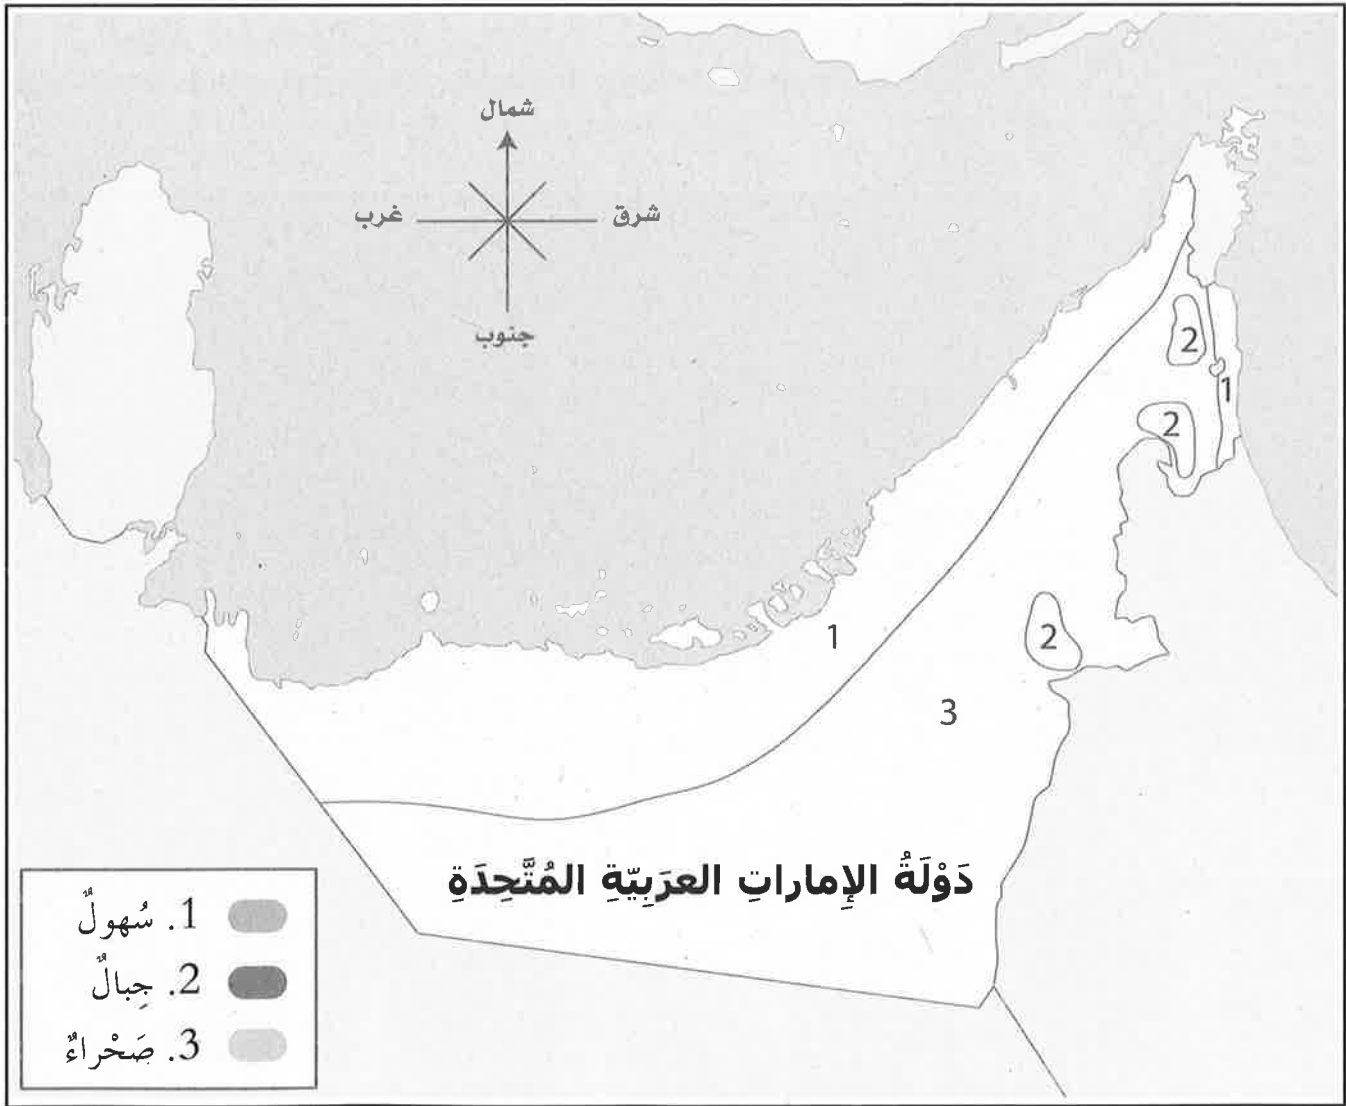 شمال
شرق
غرب
جنوب
2
1
2
1
2
3
دَوْلَةُ الإِماراتِ العرَبِيّةِ المُتَّحِدَةِ
1. سُهولٌ
2. جِبالٌ
3. صَحْراءٌ